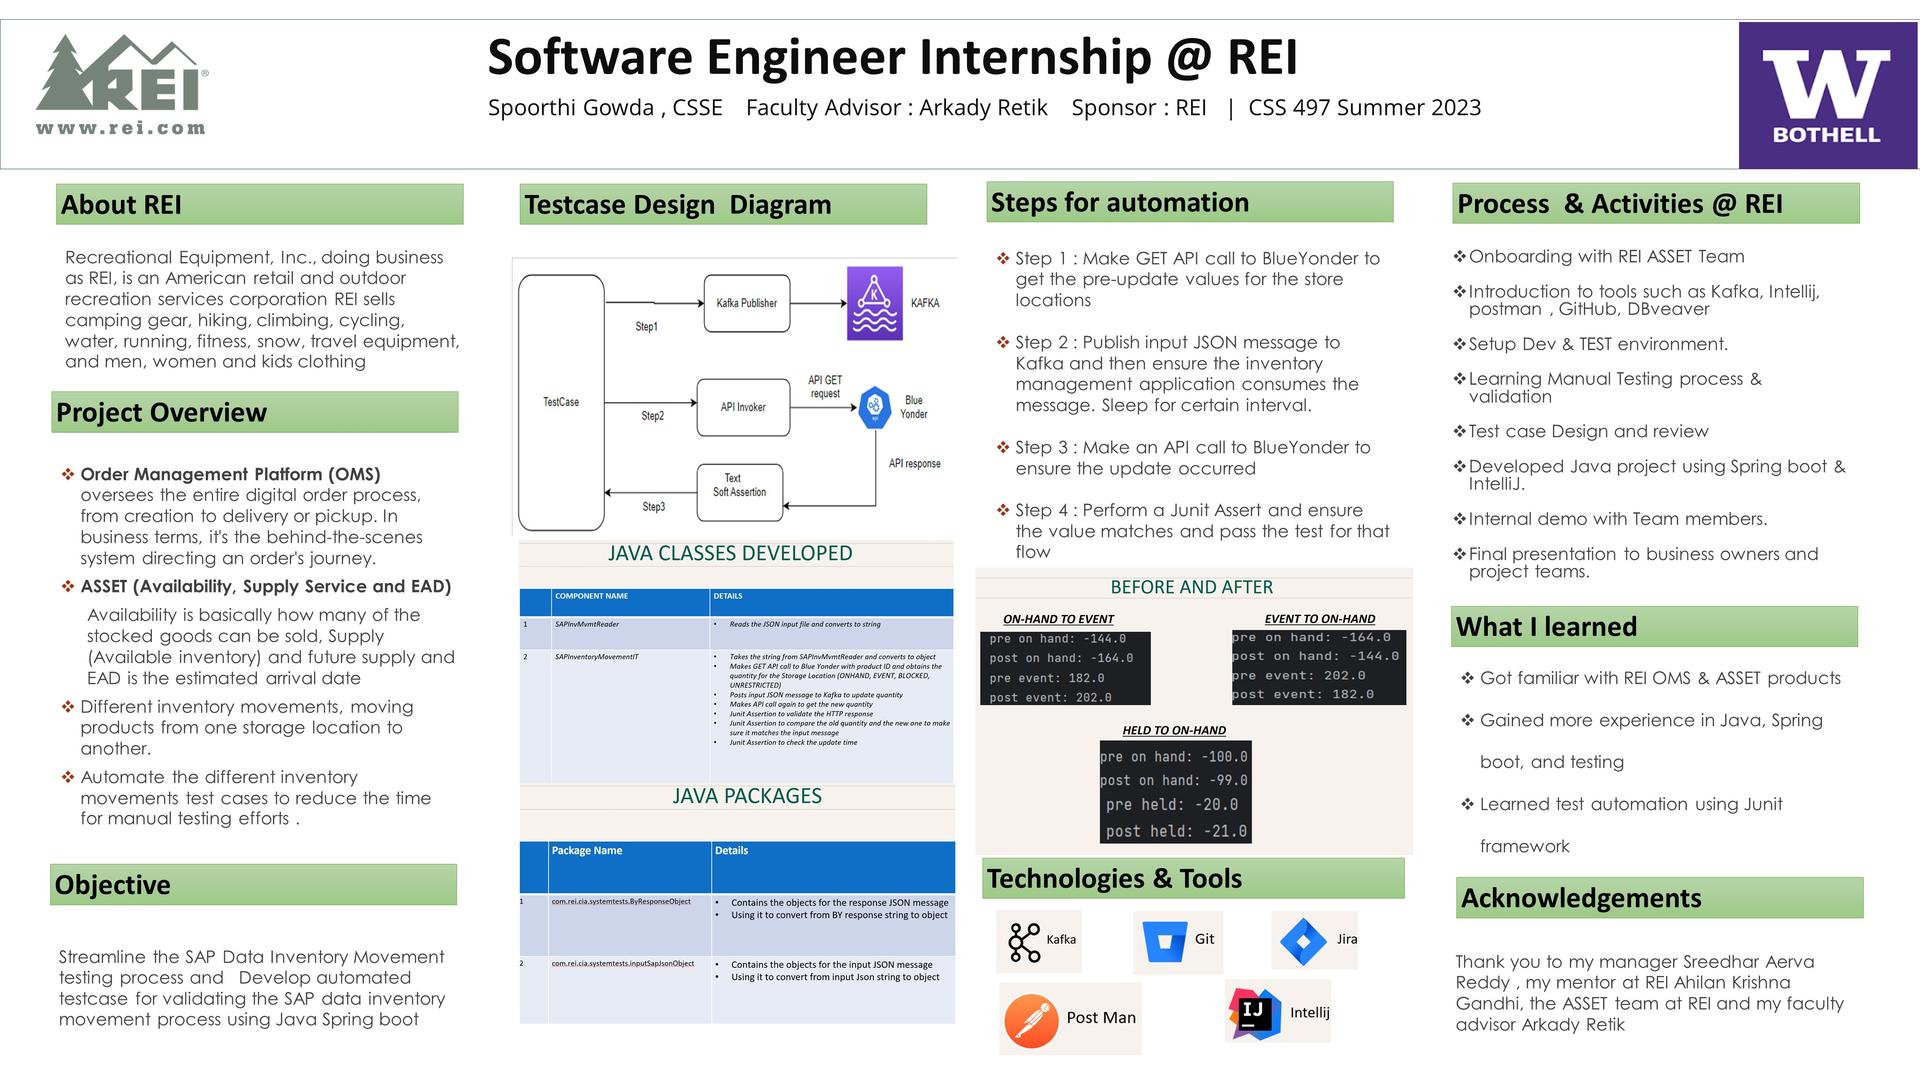 REI®
www.rei.com
Software Engineer Internship @ REI
Spoorthi Gowda , CSSE Faculty Advisor : Arkady Retik Sponsor : REI | CSS 497 Summer 2023
W
BOTHELL
About REI
Recreational Equipment, Inc., doing business
as REI, is an American retail and outdoor
recreation services corporation REI sells
camping gear, hiking, climbing, cycling,
water, running, fitness, snow, travel equipment,
and men, women and kids clothing
Project Overview
❖ Order Management Platform (OMS)
oversees the entire digital order process,
from creation to delivery or pickup. In
business terms, it's the behind-the-scenes
system directing an order's journey.
❖ ASSET (Availability, Supply Service and EAD)
Availability is basically how many of the
stocked goods can be sold, Supply
(Available inventory) and future supply and
EAD is the estimated arrival date
❖ Different inventory movements, moving
products from one storage location to
another.
❖ Automate the different inventory
movements test cases to reduce the time
for manual testing efforts .
Objective
Streamline the SAP Data Inventory Movement
testing process and Develop automated
testcase for validating the SAP data inventory
movement process using Java Spring boot
Testcase Design Diagram
TestCase
Step1
Kafka Publisher
K
KAFKA
Step2
API Invoker
API GET
request
Blue
Yonder
API response
Text
Soft Assertion
Step3
JAVA CLASSES DEVELOPED
COMPONENT NAME DETAILS
1 SAPInvMvmtReader • Reads the JSON input file and converts to string
2 SAPInventoryMovementIT • Takes the string from SAPInvMvmtReader and converts to object
• Makes GET API call to Blue Yonder with product ID and obtains the
quantity for the Storage Location (ONHAND, EVENT, BLOCKED,
UNRESTRICTED)
• Posts input JSON message to Kafka to update quantity
• Makes API call again to get the new quantity
• Junit Assertion to validate the HTTP response
• Junit Assertion to compare the old quantity and the new one to make
sure it matches the input message
• Junit Assertion to check the update time
JAVA PACKAGES
Package Name Details
1 com.rei.cia.systemtests.ByResponseObject • Contains the objects for the response JSON message
• Using it to convert from BY response string to object
2 com.rei.cia.systemtests.inputSapJsonObject • Contains the objects for the input JSON message
• Using it to convert from input Json string to object
Steps for automation
❖ Step 1 : Make GET API call to BlueYonder to
get the pre-update values for the store
locations
❖ Step 2 : Publish input JSON message to
Kafka and then ensure the inventory
management application consumes the
message. Sleep for certain interval.
❖ Step 3 : Make an API call to BlueYonder to
ensure the update occurred
❖ Step 4 : Perform a Junit Assert and ensure
the value matches and pass the test for that
flow
BEFORE AND AFTER
ON-HAND TO EVENT
pre on hand: -144.0
post on hand: -164.0
pre event: 182.0
post event: 202.0
EVENT TO ON-HAND
pre on hand: -164.0
post on hand: -144.0
pre event: 202.0
post event: 182.0
HELD TO ON-HAND
pre on hand: -100.0
post on hand: -99.0
pre held: -20.0
post held: -21.0
Technologies & Tools
Kafka
Git
Jira
Post Man
IJ
Intellij
Process & Activities @ REI
❖Onboarding with REI ASSET Team
❖Introduction to tools such as Kafka, Intellij,
postman , GitHub, DBveaver
❖Setup Dev & TEST environment.
❖Learning Manual Testing process &
validation
❖Test case Design and review
❖Developed Java project using Spring boot &
IntelliJ.
❖Internal demo with Team members.
❖Final presentation to business owners and
project teams.
What I learned
❖ Got familiar with REI OMS & ASSET products
❖ Gained more experience in Java, Spring
boot, and testing
❖ Learned test automation using Junit
framework
Acknowledgements
Thank you to my manager Sreedhar Aerva
Reddy , my mentor at REI Ahilan Krishna
Gandhi, the ASSET team at REI and my faculty
advisor Arkady Retik